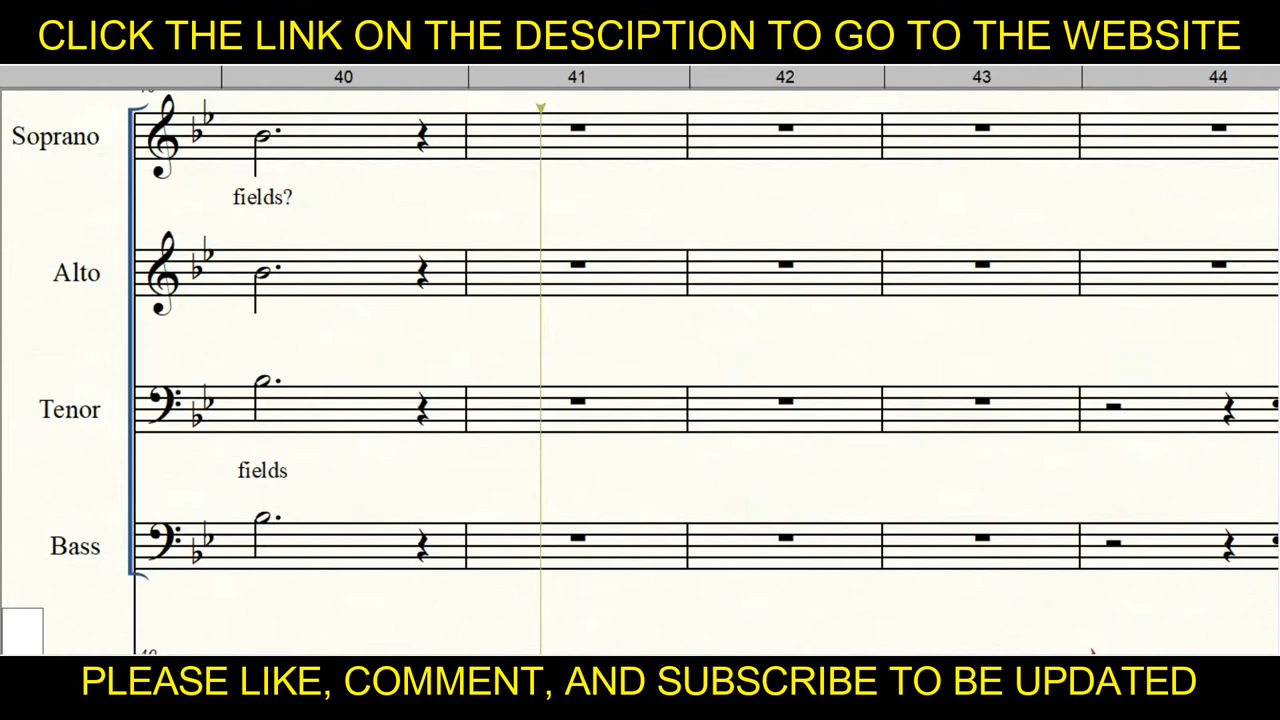 CLICK THE LINK ON THE DESCIPTION TO GO TO THE WEBSITE
40 41 42 43 44
Soprano
fields?
Alto
Tenor
fields
Bass
PLEASE LIKE, COMMENT, AND SUBSCRIBE TO BE UPDATED